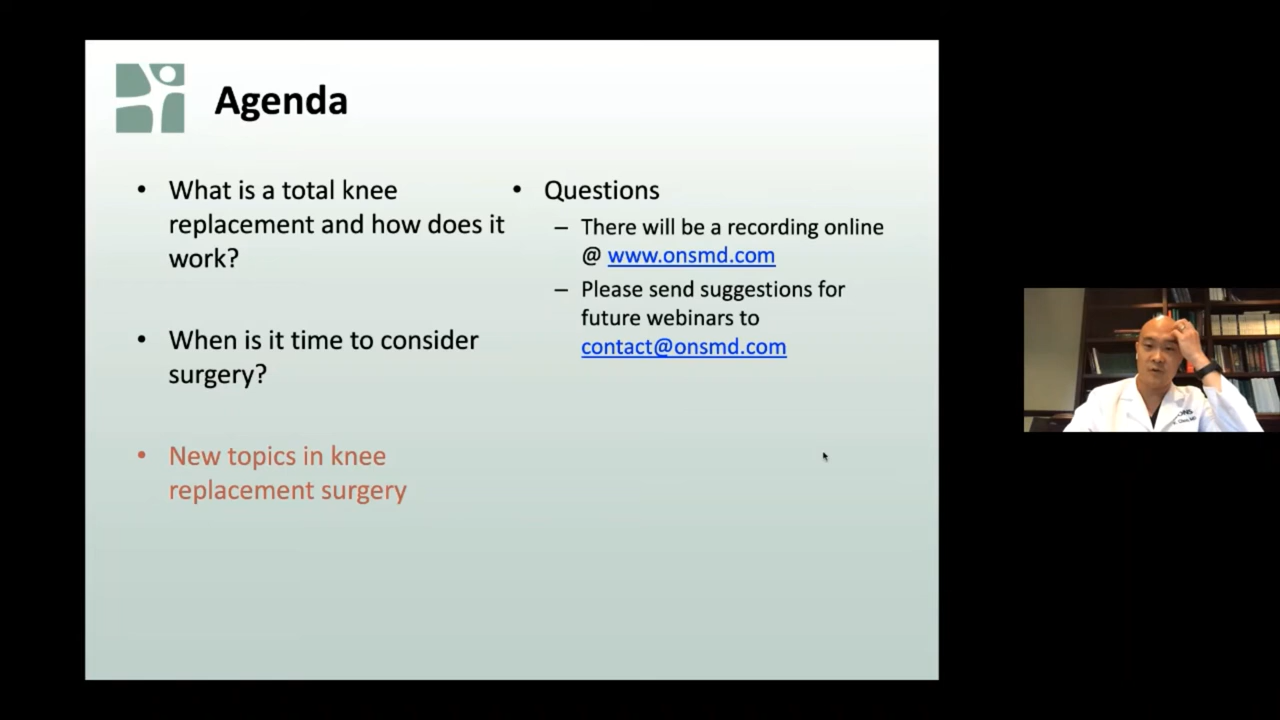 Agenda
• What is a total knee
replacement and how does it
work?
• When is it time to consider
surgery?
• New topics in knee
replacement surgery
• Questions
– There will be a recording online
@ www.onsmd.com
– Please send suggestions for
future webinars to
contact@onsmd.com
ONS